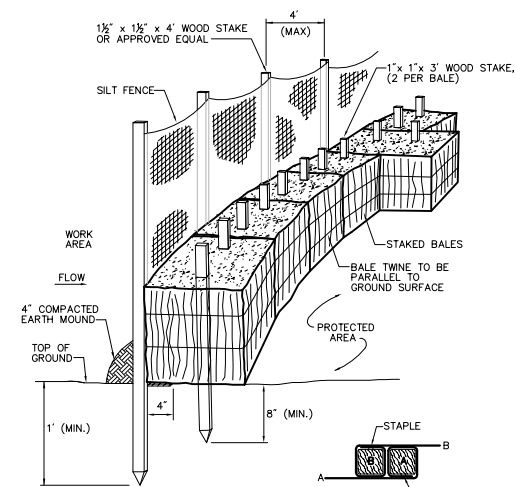 4'
(MAX)
1½" x 1½" x 4' WOOD STAKE
OR APPROVED EQUAL
1"x 1"x 3' WOOD STAKE,
(2 PER BALE)
SILT FENCE
WORK
AREA
FLOW
STAKED BALES
BALE TWINE TO BE
PARALLEL TO
GROUND SURFACE
4" COMPACTED
EARTH MOUND
PROTECTED
AREA
TOP OF
GROUND
4"
8" (MIN.)
1' (MIN.)
STAPLE
B
B
A
A